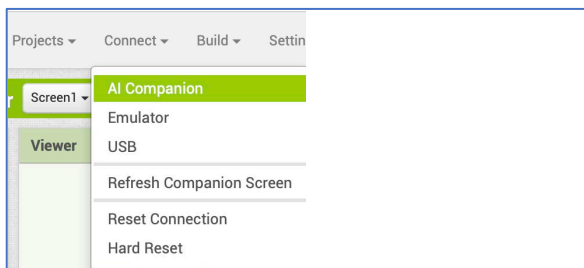 Projects Connect Build Settin
Screen1
AI Companion
Emulator
Viewer
USB
Refresh Companion Screen
Reset Connection
Hard Reset